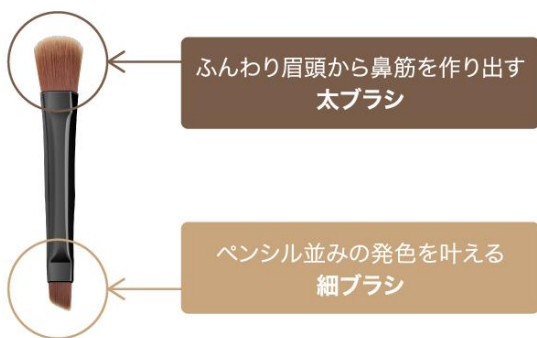 ふんわり眉頭から鼻筋を作り出す
太ブラシ
ペンシル並みの発色を叶える
細ブラシ